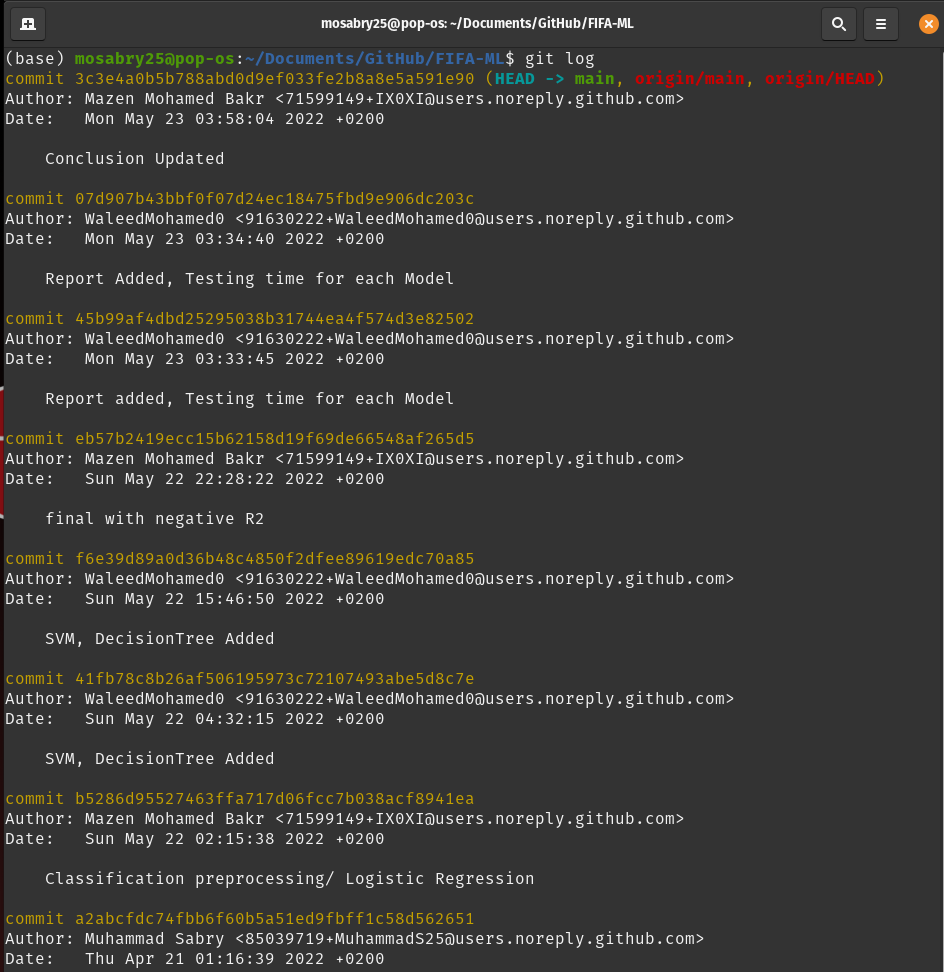 mosabry25@pop-os: ~/Documents/GitHub/FIFA-ML
(base) mosabry25@pop-os:~/Documents/GitHub/FIFA-ML$ git log
commit 3c3e4a0b5b788abd0d9ef033fe2b8a8e5a591e90 (HEAD -> main, origin/main, origin/HEAD)
Author: Mazen Mohamed Bakr <71599149+IX0XI@users.noreply.github.com>
Date:   Mon May 23 03:58:04 2022 +0200
    Conclusion Updated
commit 07d907b43bbf0f07d24ec18475fbd9e906dc203c
Author: WaleedMohamed0 <91630222+WaleedMohamed0@users.noreply.github.com>
Date:   Mon May 23 03:34:40 2022 +0200
    Report Added, Testing time for each Model
commit 45b99af4dbd25295038b31744ea4f574d3e82502
Author: WaleedMohamed0 <91630222+WaleedMohamed0@users.noreply.github.com>
Date:   Mon May 23 03:33:45 2022 +0200
    Report added, Testing time for each Model
commit eb57b2419ecc15b62158d19f69de66548af265d5
Author: Mazen Mohamed Bakr <71599149+IX0XI@users.noreply.github.com>
Date:   Sun May 22 22:28:22 2022 +0200
    final with negative R2
commit f6e39d89a0d36b48c4850f2dfee89619edc70a85
Author: WaleedMohamed0 <91630222+WaleedMohamed0@users.noreply.github.com>
Date:   Sun May 22 15:46:50 2022 +0200
    SVM, DecisionTree Added
commit 41fb78c8b26af506195973c72107493abe5d8c7e
Author: WaleedMohamed0 <91630222+WaleedMohamed0@users.noreply.github.com>
Date:   Sun May 22 04:32:15 2022 +0200
    SVM, DecisionTree Added
commit b5286d95527463ffa717d06fcc7b038acf8941ea
Author: Mazen Mohamed Bakr <71599149+IX0XI@users.noreply.github.com>
Date:   Sun May 22 02:15:38 2022 +0200
    Classification preprocessing/ Logistic Regression
commit a2abcfdc74fbb6f60b5a51ed9fbff1c58d562651
Author: Muhammad Sabry <85039719+MuhammadS25@users.noreply.github.com>
Date:   Thu Apr 21 01:16:39 2022 +0200